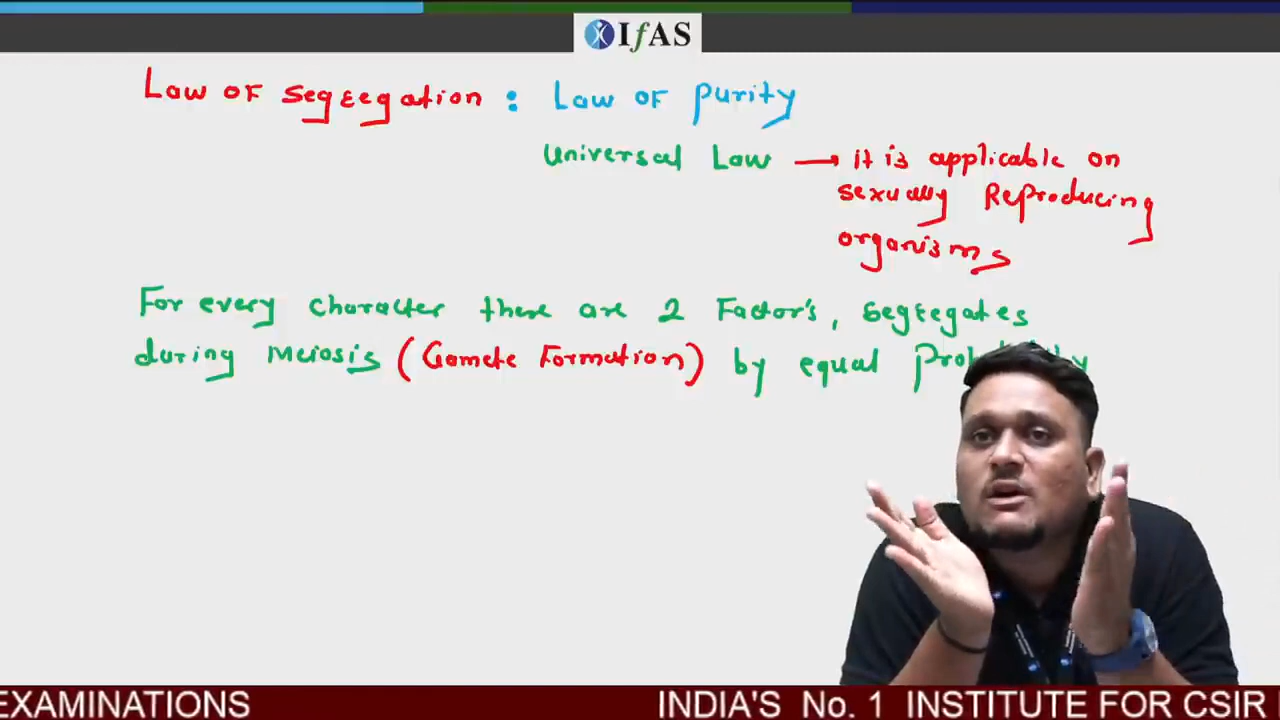 IfAS
Law of segregation : Law of purity
Universal Law → it is applicable on
sexually Reproducing
organisms
For every character there are 2 Factor's, segregates
during Meiosis (Gamete Formation) by equal Probability
EXAMINATIONS INDIA'S No. 1 INSTITUTE FOR CSIR